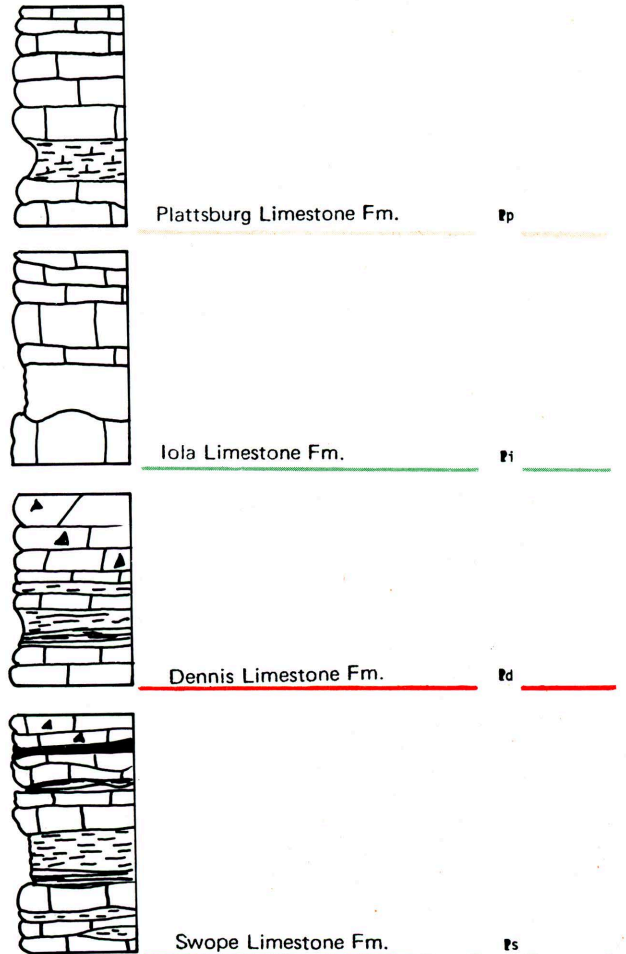 Plattsburg Limestone Fm. Pp
Iola Limestone Fm. Pi
Dennis Limestone Fm. Pd
Swope Limestone Fm. Ps